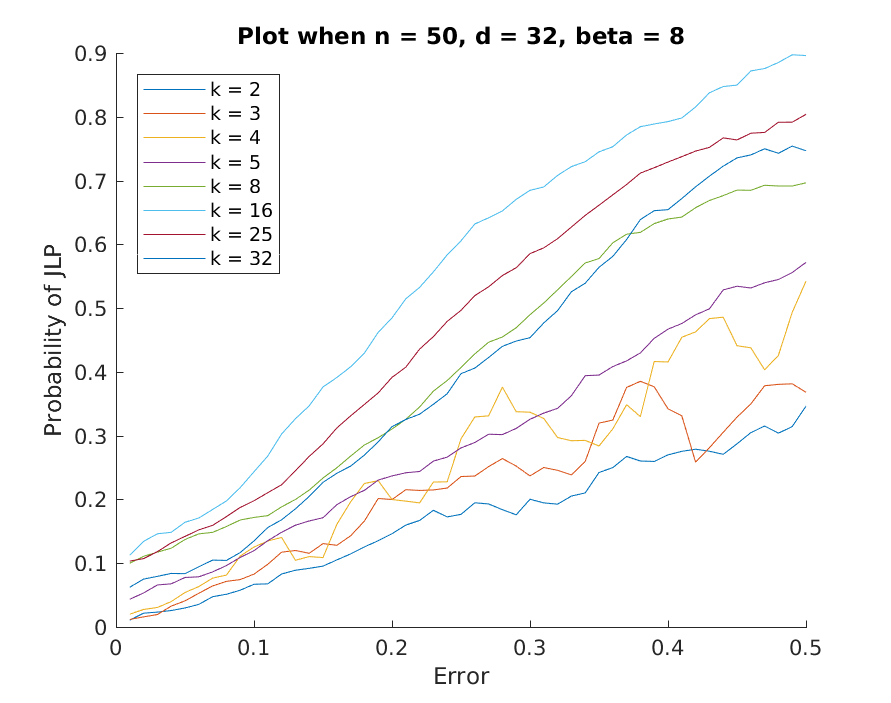 Plot when n = 50, d = 32, beta = 8
0.9
0.8
0.7
0.6
0.5
0.4
0.3
0.2
0.1
0
k = 2
k = 3
k = 4
k = 5
k = 8
k = 16
k = 25
k = 32
Probability of JLP
0 0.1 0.2 0.3 0.4 0.5
Error